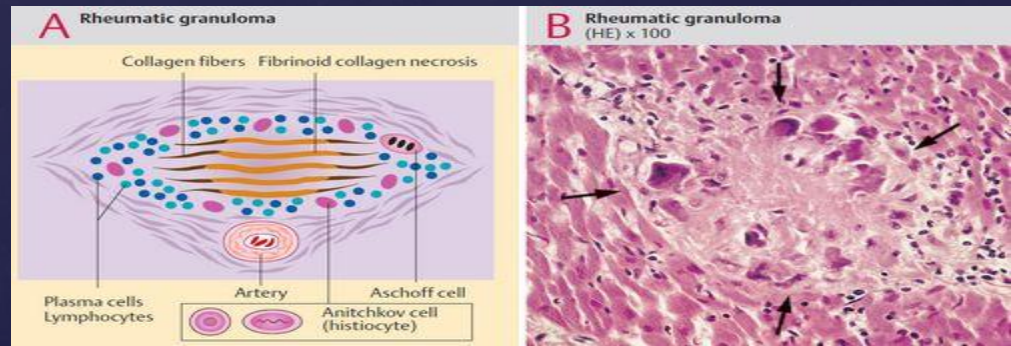 A Rheumatic granuloma
Collagen fibers Fibrinoid collagen necrosis
Plasma cells
Lymphocytes
Artery
Aschoff cell
Anitchkov cell
(histiocyte)
B Rheumatic granuloma
(HE) x 100